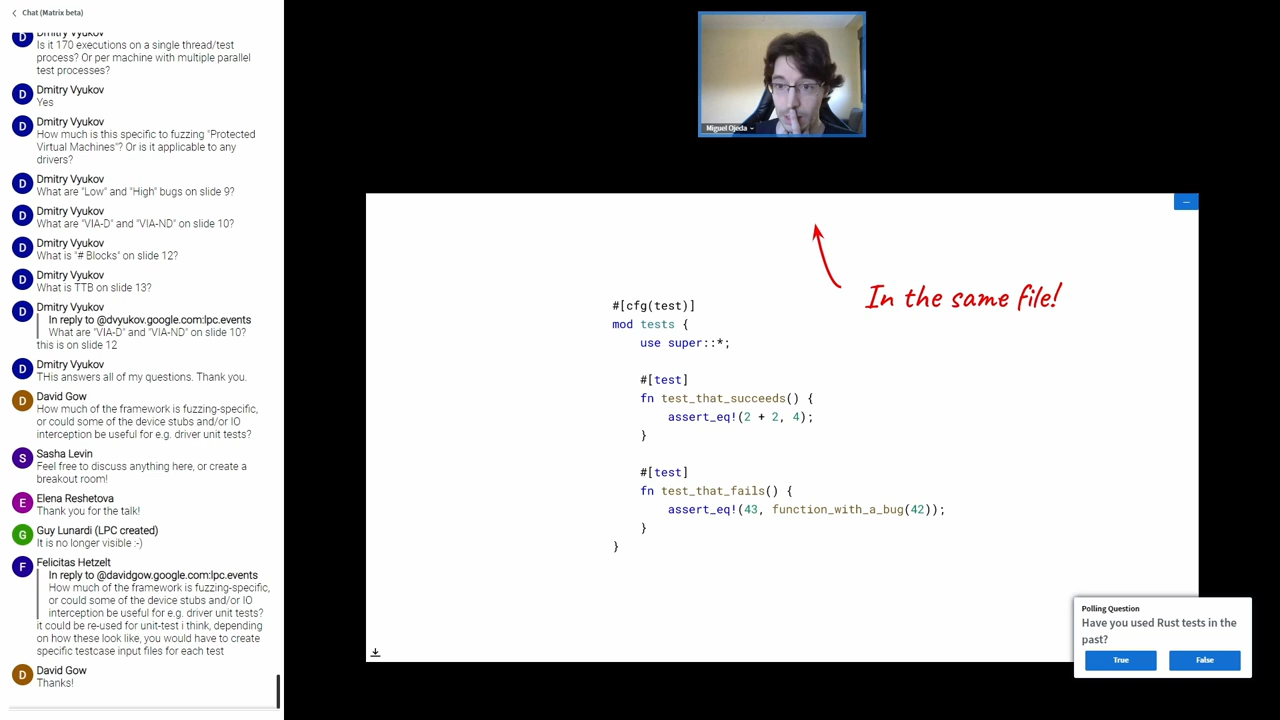 Chat (Matrix beta)
Dmitry Vyukov
Is it 170 executions on a single thread/test
process? Or per machine with multiple parallel
test processes?
D
Dmitry Vyukov
Yes
D
Dmitry Vyukov
How much is this specific to fuzzing "Protected
Virtual Machines"? Or is it applicable to any
drivers?
D
Dmitry Vyukov
What are "Low" and "High" bugs on slide 9?
D
Dmitry Vyukov
What are "VIA-D" and "VIA-ND" on slide 10?
D
Dmitry Vyukov
What is "# Blocks" on slide 12?
D
Dmitry Vyukov
What is TTB on slide 13?
D
Dmitry Vyukov
In reply to @dvyukov.google.com:lpc.events
What are "VIA-D" and "VIA-ND" on slide 10?
this is on slide 12
D
Dmitry Vyukov
THis answers all of my questions. Thank you.
D
David Gow
How much of the framework is fuzzing-specific,
or could some of the device stubs and/or IO
interception be useful for e.g. driver unit tests?
S
Sasha Levin
Feel free to discuss anything here, or create a
breakout room!
E
Elena Reshetova
Thank you for the talk!
G
Guy Lunardi (LPC created)
It is no longer visible :-)
F
Felicitas Hetzelt
In reply to @davidgow.google.com:lpc.events
How much of the framework is fuzzing-specific,
or could some of the device stubs and/or IO
interception be useful for e.g. driver unit tests?
it could be re-used for unit-test i think, depending
on how these look like, you would have to create
specific testcase input files for each test
D
David Gow
Thanks!
Miguel Ojeda
In the same file!
#[cfg(test)]
mod tests {
use super::*;
#[test]
fn test_that_succeeds() {
assert_eq!(2 + 2, 4);
}
#[test]
fn test_that_fails() {
assert_eq!(43, function_with_a_bug(42));
}
}
Polling Question
Have you used Rust tests in the
past?
True
False